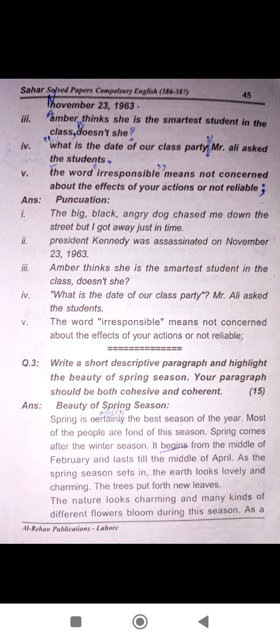 Sahar Solved Papers Compulsory English (386-387)
45
november 23, 1963
iii. amber thinks she is the smartest student in the
class, doesn't she?
iv. what is the date of our class party Mr. ali asked
the students.
v. the word irresponsible means not concerned
about the effects of your actions or not reliable ;
Ans: Puncuation:
i. The big, black, angry dog chased me down the
street but I got away just in time.
ii. president Kennedy was assassinated on November
23, 1963.
iii. Amber thinks she is the smartest student in the
class, doesn't she?
iv. "What is the date of our class party"? Mr. Ali asked
the students.
v. The word "irresponsible" means not concerned
about the effects of your actions or not reliable;
==============
Q.3: Write a short descriptive paragraph and highlight
the beauty of spring season. Your paragraph
should be both cohesive and coherent. (15)
Ans: Beauty of Spring Season:
Spring is certainly the best season of the year. Most
of the people are fond of this season. Spring comes
after the winter season. It begins from the middle of
February and lasts till the middle of April. As the
spring season sets in, the earth looks lovely and
charming. The trees put forth new leaves.
The nature looks charming and many kinds of
different flowers bloom during this season. As a
Al-Rehan Publications - Lahore